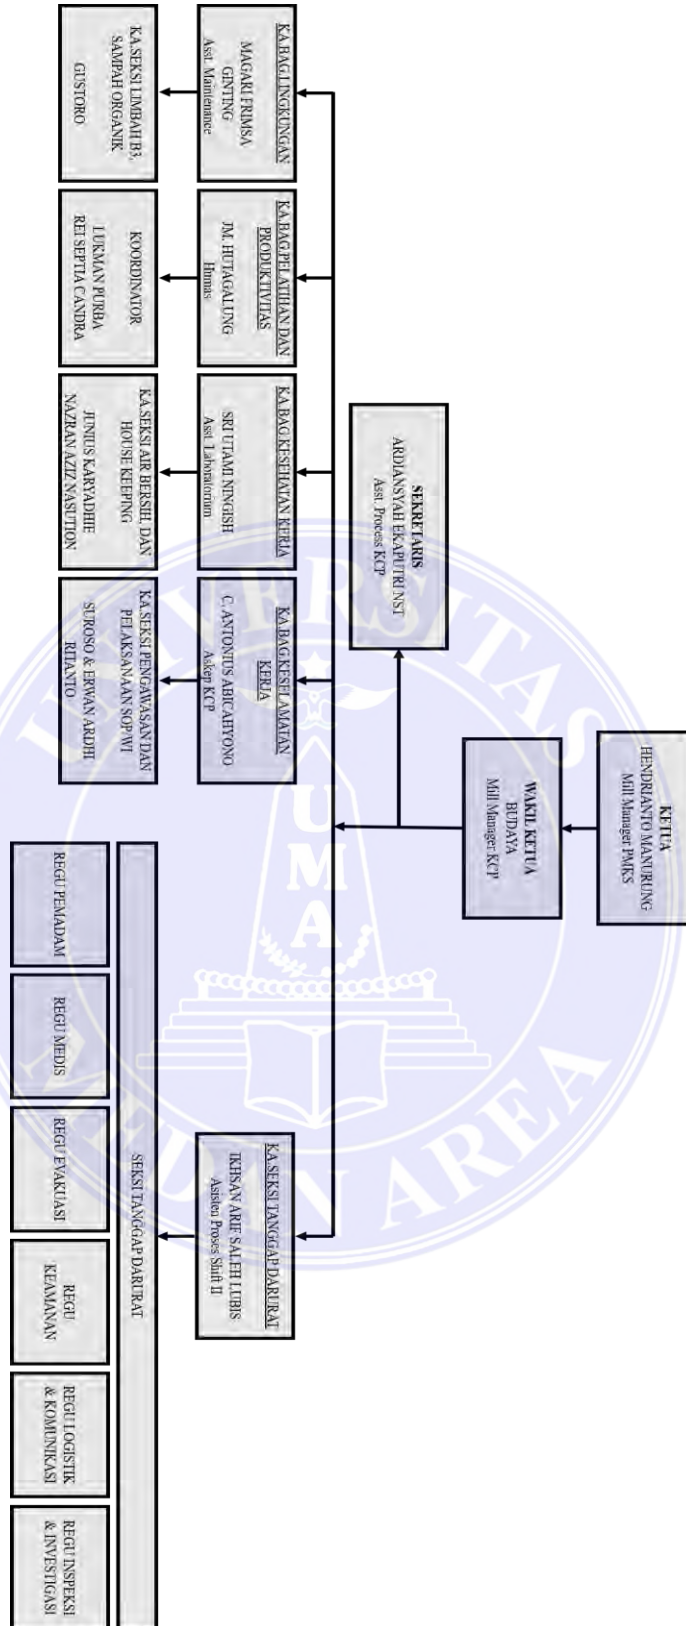 KETUA
HENDRIANTO MANURUNG
Mill Manager PMKS
WAKIL KETUA
BUDAYA
Mill Manager KCP
SEKRETARIS
ARDIANSYAH EKAPUTRI NST
Asst. Process KCP
KA.BAG.LINGKUNGAN
MAGARI FRIMSA
GINTING
Asst. Maintenance
KA.BAG.PELATIHAN DAN
PRODUKTIVITAS
JM. HUTAGALUNG
Humas
KA.BAG KESEHATAN KERJA
SRI UTAMI NINGISH
Asst. Laboratorium
KA.BAG KESELAMATAN
KERJA
C. ANTONIUS ABICAHYONO
Askep KCP
KA.SEKSI TANGGAP DARURAT
IKHSAN ARIF SALEH LUBIS
Asisten Proses Shift II
KA.SEKSI LIMBAH B3,
SAMPAH ORGANIK
GUSTORO
KOORDINATOR
LUKMAN PURBA
REI SEPTIA CANDRA
KA.SEKSI AIR BERSIH, DAN
HOUSE KEEPING
JUNIUS KARYADHIE
NAZRAN AZIZ NASUTION
KA.SEKSI PENGAWASAN DAN
PELAKSANAAN SOP/WI
SUROSO & ERWAN ARDHI
RITIANTO
SEKSI TANGGAP DARURAT
REGU PEMADAM
REGU MEDIS
REGU EVAKUASI
REGU
KEAMANAN
REGU LOGISTIK
& KOMUNIKASI
REGU INSPEKSI
& INVESTIGASI
UNIVERSITAS
MEDAN AREA
UMA